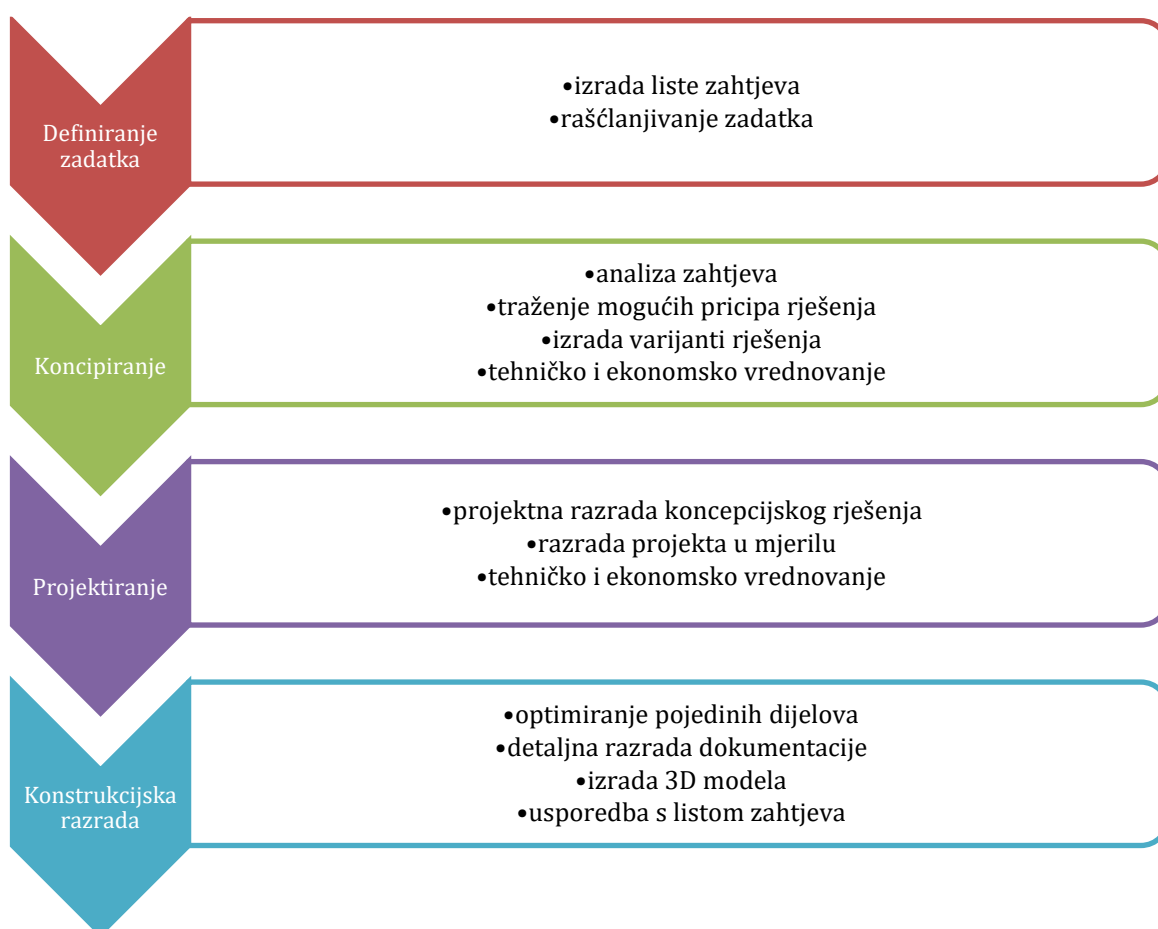 Definiranje
zadatka
•izrada liste zahtjeva
•rašćlanjivanje zadatka
Koncipiranje
•analiza zahtjeva
•traženje mogućih pricipa rješenja
•izrada varijanti rješenja
•tehničko i ekonomsko vrednovanje
Projektiranje
•projektna razrada koncepcijskog rješenja
•razrada projekta u mjerilu
•tehničko i ekonomsko vrednovanje
Konstrukcijska
razrada
•optimiranje pojedinih dijelova
•detaljna razrada dokumentacije
•izrada 3D modela
•usporedba s listom zahtjeva